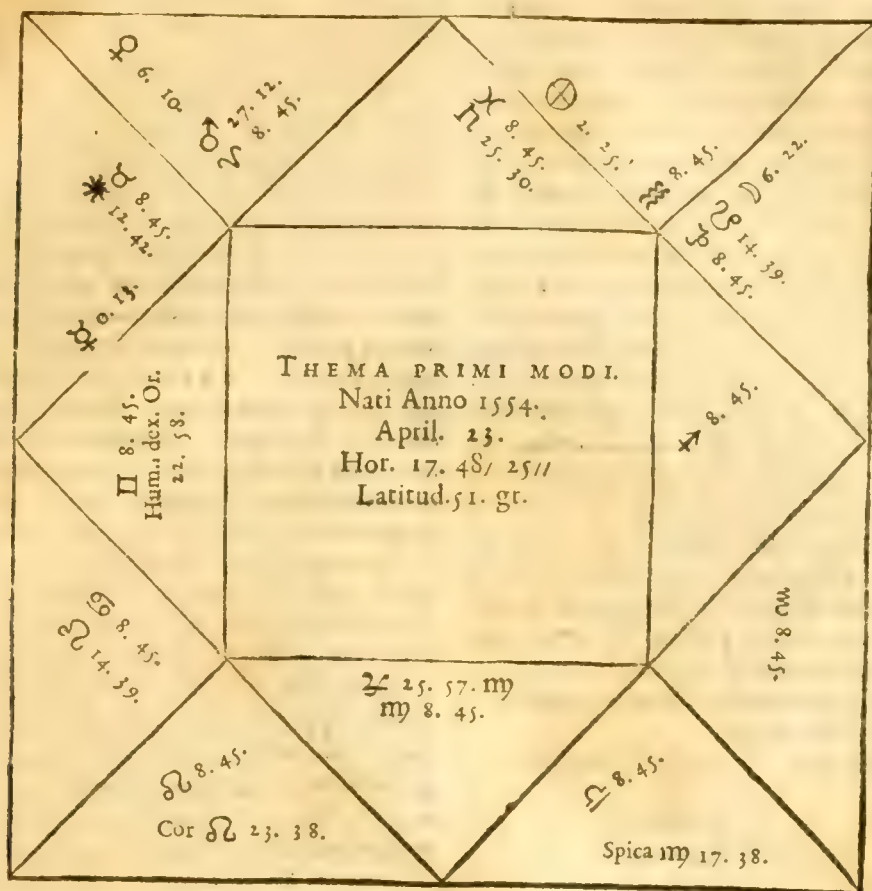 ♀ 6. 10.
♂ 27. 12.
♈ 8. 45.
⊗ 2. 25.'
♓ 8. 45.
♄ 25. 30.
♒ 8. 45.
☽ 6. 22.
☋ 14. 39.
♑ 8. 45.
✷ ♉ 8. 45.
12. 42.
☿ 0. 13.
♊ 8. 45.
Hum. dex. Or.
22. 58.
THEMA PRIMI MODI.
Nati Anno 1554.
April. 23.
Hor. 17. 48/ 25//
Latitud. 51. gr.
♐ 8. 45.
♏ 8. 45.
♋ 8. 45.
☊ 14. 39.
♃ 25. 57. ♍
♍ 8. 45.
♌ 8. 45.
Cor ♌ 23. 38.
♎ 8. 45.
Spica ♍ 17. 38.